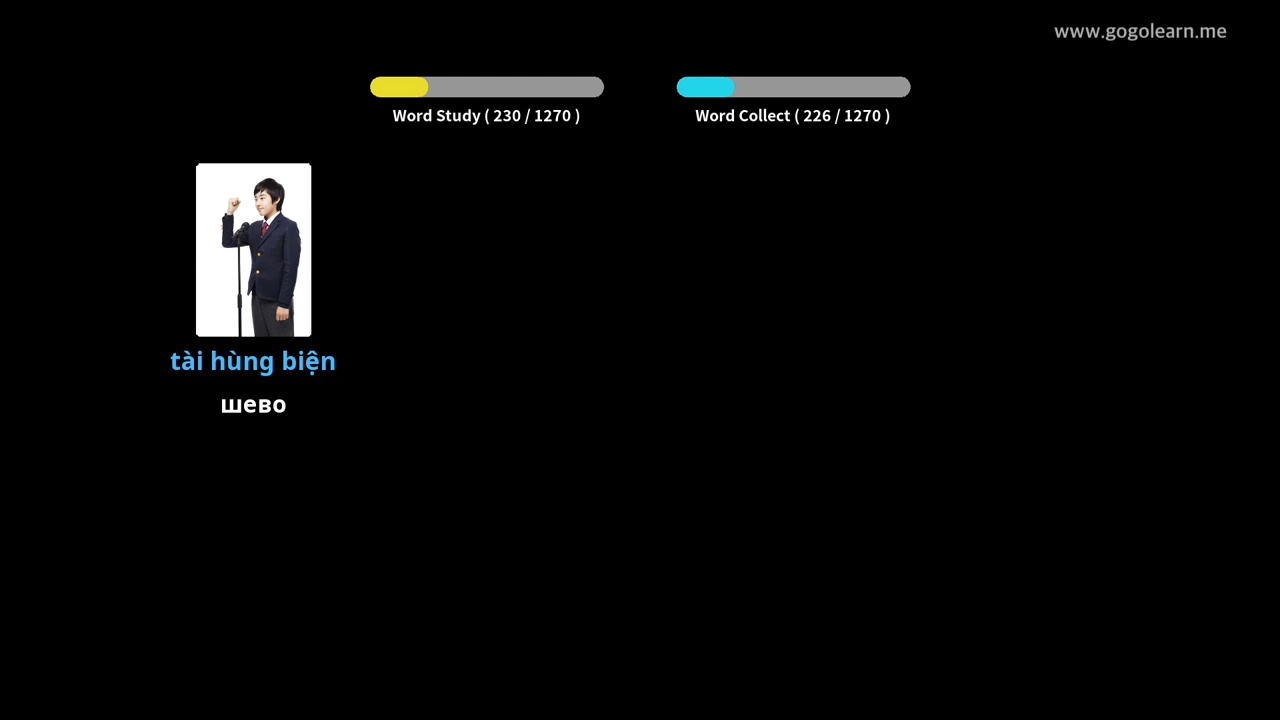 www.gogolearn.me
Word Study ( 230 / 1270 )
Word Collect ( 226 / 1270 )
tài hùng biện
шево